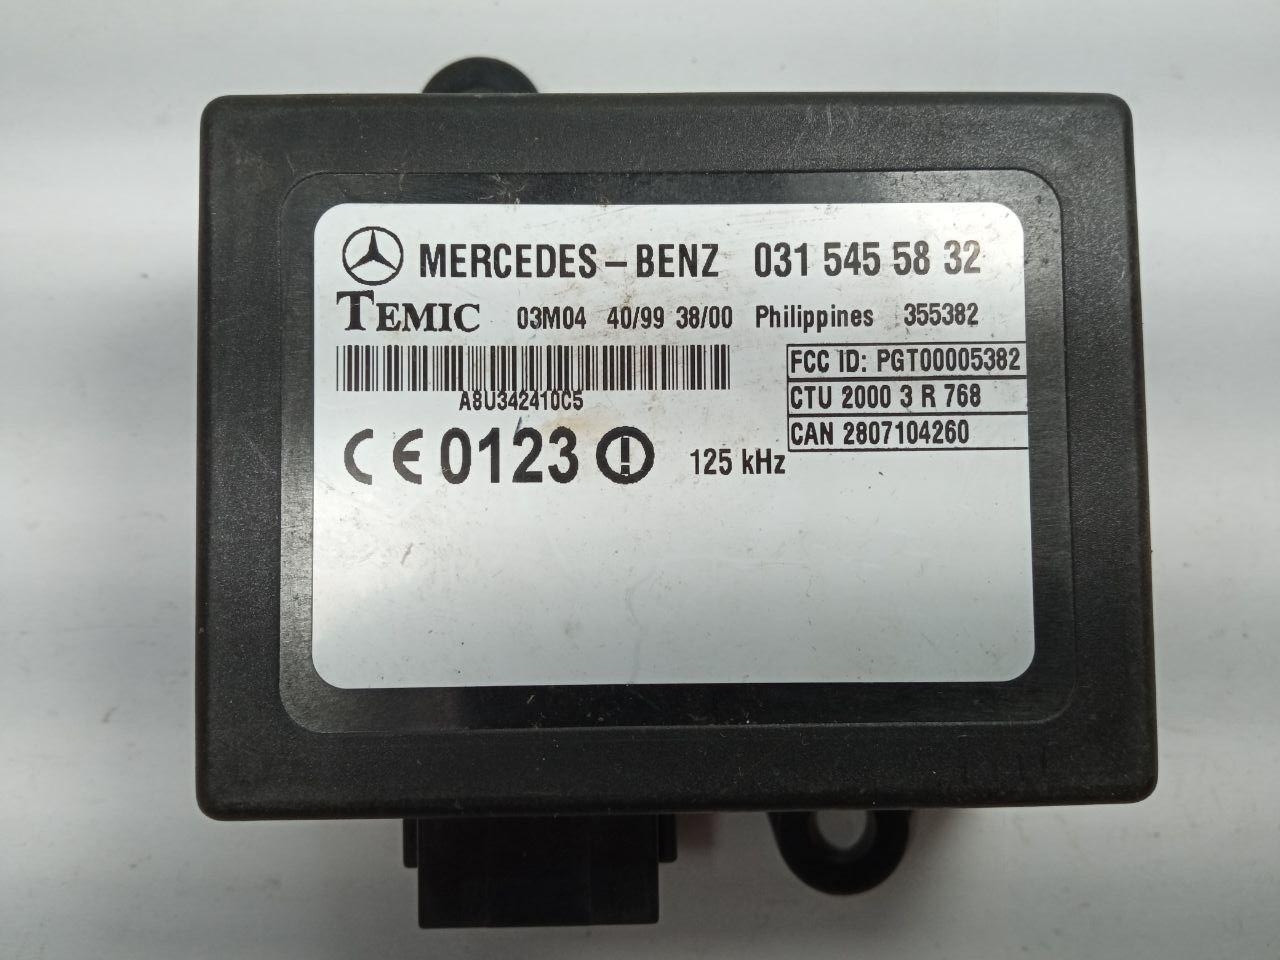 MERCEDES-BENZ 031 545 58 32
TEMIC 03M04 40/99 38/00 Philippines 355382
FCC ID: PGT00005382
A8U342410C5
CTU 2000 3 R 768
CAN 2807104260
CE 0123 125 kHz